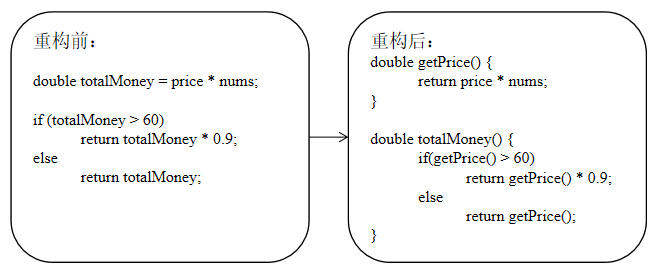 重构前：
double totalMoney = price * nums;
if (totalMoney > 60)
return totalMoney * 0.9;
else
return totalMoney;
重构后：
double getPrice() {
return price * nums;
}
double totalMoney() {
if(getPrice() > 60)
return getPrice() * 0.9;
else
return getPrice();
}